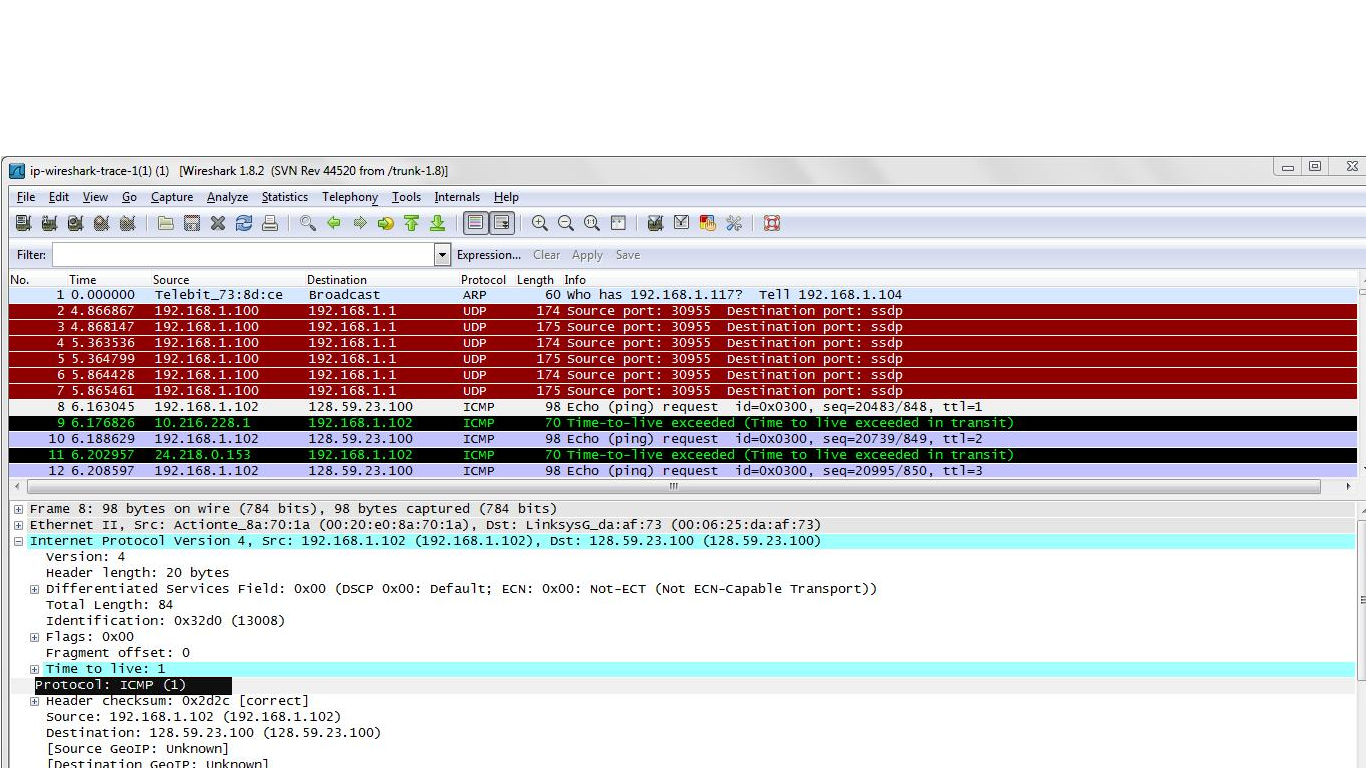 ip-wireshark-trace-1(1) (1) [Wireshark 1.8.2 (SVN Rev 44520 from /trunk-1.8)]
File Edit View Go Capture Analyze Statistics Telephony Tools Internals Help
Filter: Expression... Clear Apply Save
No. Time Source Destination Protocol Length Info
1 0.000000 Telebit_73:8d:ce Broadcast ARP 60 Who has 192.168.1.117? Tell 192.168.1.104
2 4.866867 192.168.1.100 192.168.1.1 UDP 174 Source port: 30955 Destination port: ssdp
3 4.868147 192.168.1.100 192.168.1.1 UDP 175 Source port: 30955 Destination port: ssdp
4 5.363536 192.168.1.100 192.168.1.1 UDP 174 Source port: 30955 Destination port: ssdp
5 5.364799 192.168.1.100 192.168.1.1 UDP 175 Source port: 30955 Destination port: ssdp
6 5.864428 192.168.1.100 192.168.1.1 UDP 174 Source port: 30955 Destination port: ssdp
7 5.865461 192.168.1.100 192.168.1.1 UDP 175 Source port: 30955 Destination port: ssdp
8 6.163045 192.168.1.102 128.59.23.100 ICMP 98 Echo (ping) request id=0x0300, seq=20483/848, ttl=1
9 6.176826 10.216.228.1 192.168.1.102 ICMP 70 Time-to-live exceeded (Time to live exceeded in transit)
10 6.188629 192.168.1.102 128.59.23.100 ICMP 98 Echo (ping) request id=0x0300, seq=20739/849, ttl=2
11 6.202957 24.218.0.153 192.168.1.102 ICMP 70 Time-to-live exceeded (Time to live exceeded in transit)
12 6.208597 192.168.1.102 128.59.23.100 ICMP 98 Echo (ping) request id=0x0300, seq=20995/850, ttl=3
Frame 8: 98 bytes on wire (784 bits), 98 bytes captured (784 bits)
Ethernet II, Src: Actionte_8a:70:1a (00:20:e0:8a:70:1a), Dst: LinksysG_da:af:73 (00:06:25:da:af:73)
Internet Protocol Version 4, Src: 192.168.1.102 (192.168.1.102), Dst: 128.59.23.100 (128.59.23.100)
Version: 4
Header length: 20 bytes
Differentiated Services Field: 0x00 (DSCP 0x00: Default; ECN: 0x00: Not-ECT (Not ECN-Capable Transport))
Total Length: 84
Identification: 0x32d0 (13008)
Flags: 0x00
Fragment offset: 0
Time to live: 1
Protocol: ICMP (1)
Header checksum: 0x2d2c [correct]
Source: 192.168.1.102 (192.168.1.102)
Destination: 128.59.23.100 (128.59.23.100)
[Source GeoIP: Unknown]
[Destination GeoIP: Unknown]